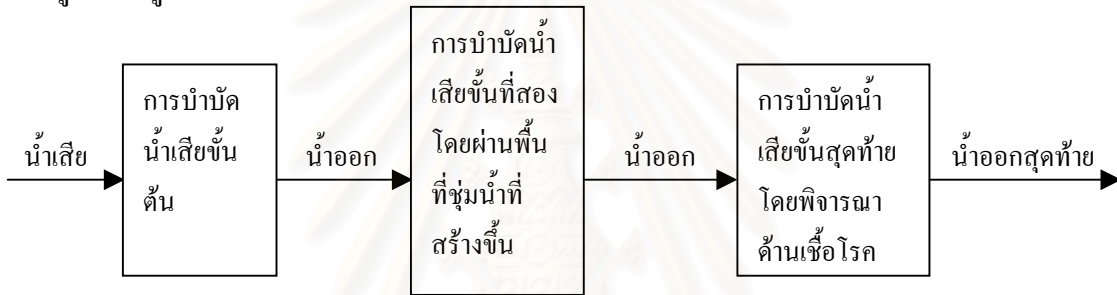 น้ำเสีย
การบำบัด
น้ำเสียขั้น
ต้น
น้ำออก
การบำบัดน้ำ
เสียขั้นที่สอง
โดยผ่านพื้น
ที่ชุ่มน้ำที่
สร้างขึ้น
น้ำออก
การบำบัดน้ำ
เสียขั้นสุดท้าย
โดยพิจารณา
ด้านเชื้อโรค
น้ำออกสุดท้าย